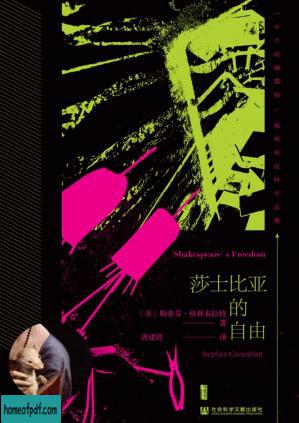 Shakespeare's Freedom
莎士比亚
的
自由
〔美〕斯蒂芬·格林布拉特
著
唐建清
译
Stephen Greenblatt
社会科学文献出版社
homeofpdf.com